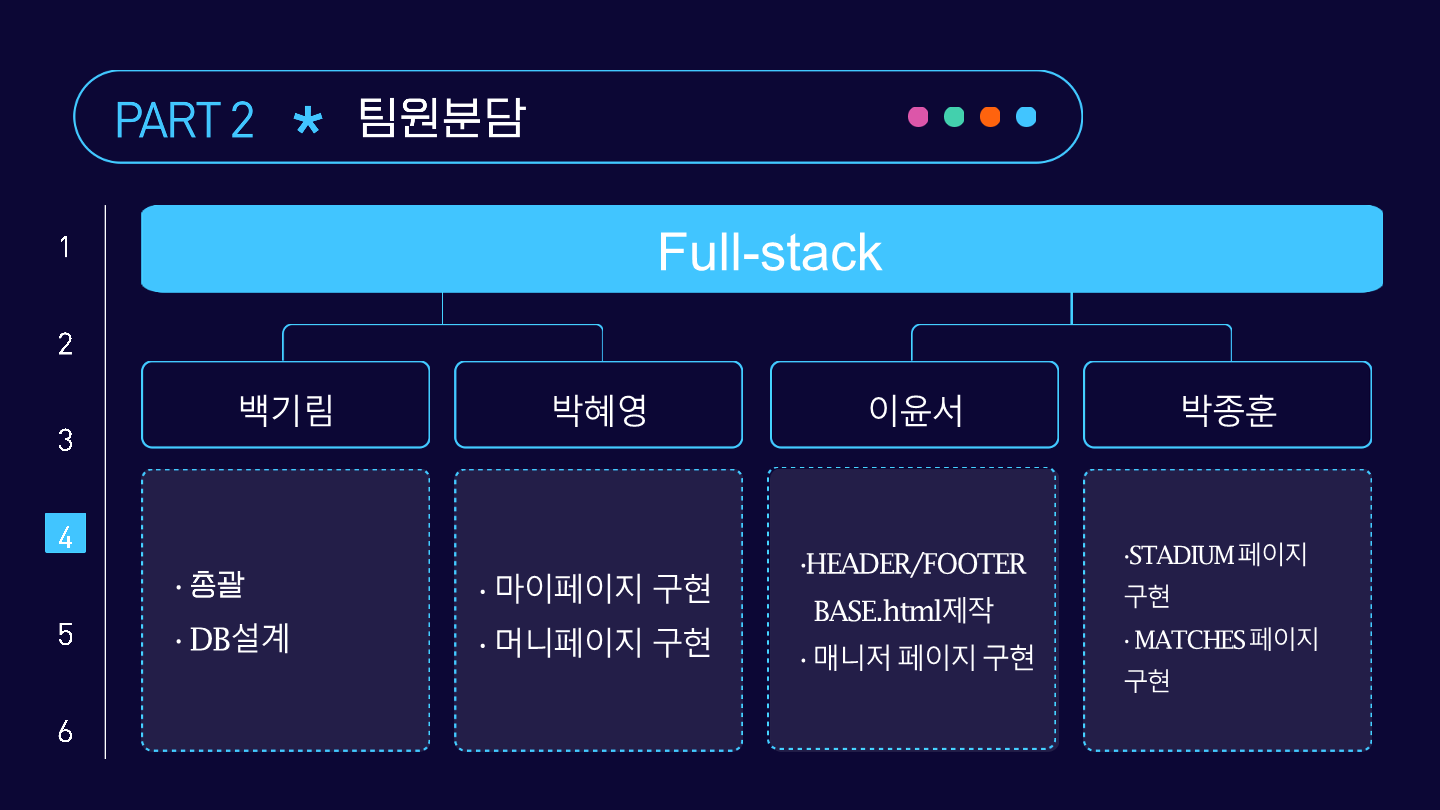 PART 2 * 팀원분담
1
2
3
4
5
6
Full-stack
백기림
박혜영
이윤서
박종훈
· 총괄
· DB설계
· 마이페이지 구현
· 머니페이지 구현
·HEADER/FOOTER
BASE.html제작
· 매니저 페이지 구현
·STADIUM 페이지
구현
· MATCHES 페이지
구현